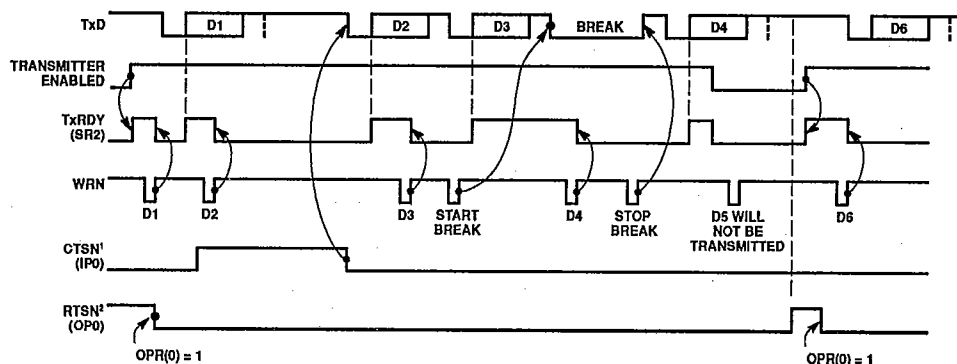 TxD D1 D2 D3 BREAK D4 D6
TRANSMITTER
ENABLED
TxRDY
(SR2)
WRN
D1 D2 D3 START
BREAK D4 STOP
BREAK D5 WILL
NOT BE
TRANSMITTED D6
CTSN¹
(IP0)
RTSN²
(OP0)
OPR(0) = 1 OPR(0) = 1